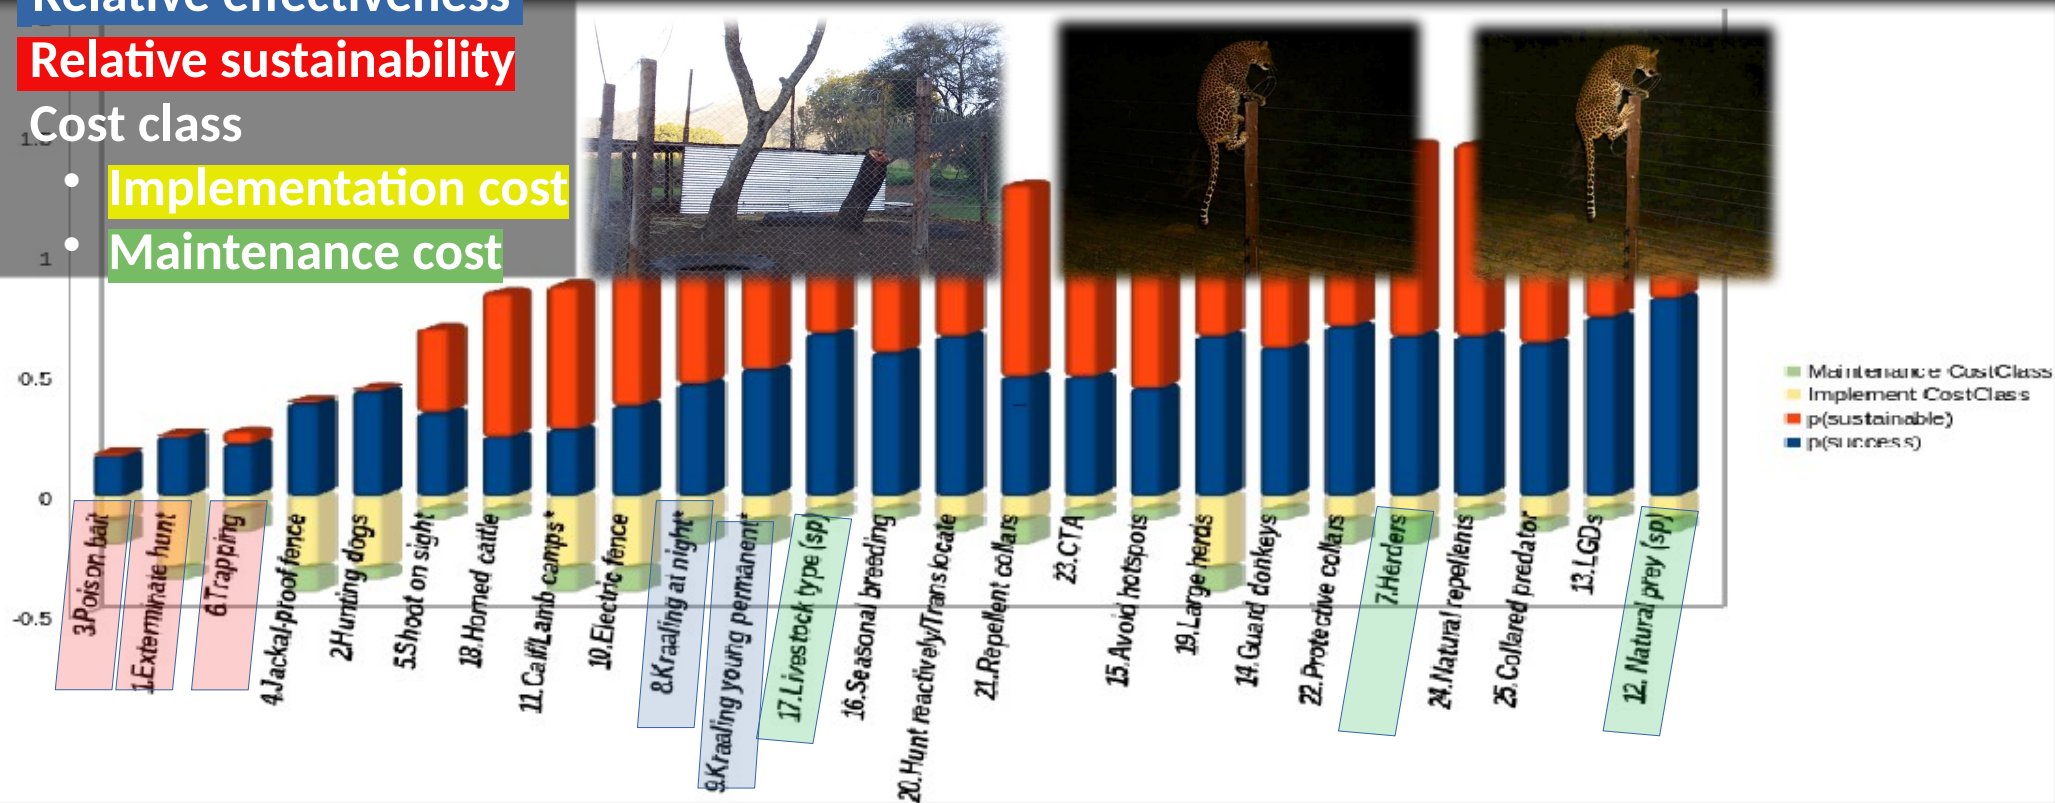 Relative effectiveness
Relative sustainability
Cost class
• Implementation cost
• Maintenance cost
1
0.5
0
-0.5
Maintenance CostClass
Implement CostClass
p(sustainable)
p(success)
3.Poison bait
1.Exterminate hunt
6.Trapping
4.Jackal-proof fence
2.Hunting dogs
5.Shoot on sight
18.Horned cattle
11.Calf/Lamb camps*
10.Electric fence
8.Kraaling at night*
9.Kraaling young permanent*
17.Livestock type (sp)
16.Seasonal breeding
20.Hunt reactively/Translocate
21.Repellent collars
23.CTA
15.Avoid hotspots
19.Large herds
14.Guard donkeys
22.Protective collars
7.Herders
24.Natural repellents
25.Collared predator
13.LGDs
12. Natural prey (sp)